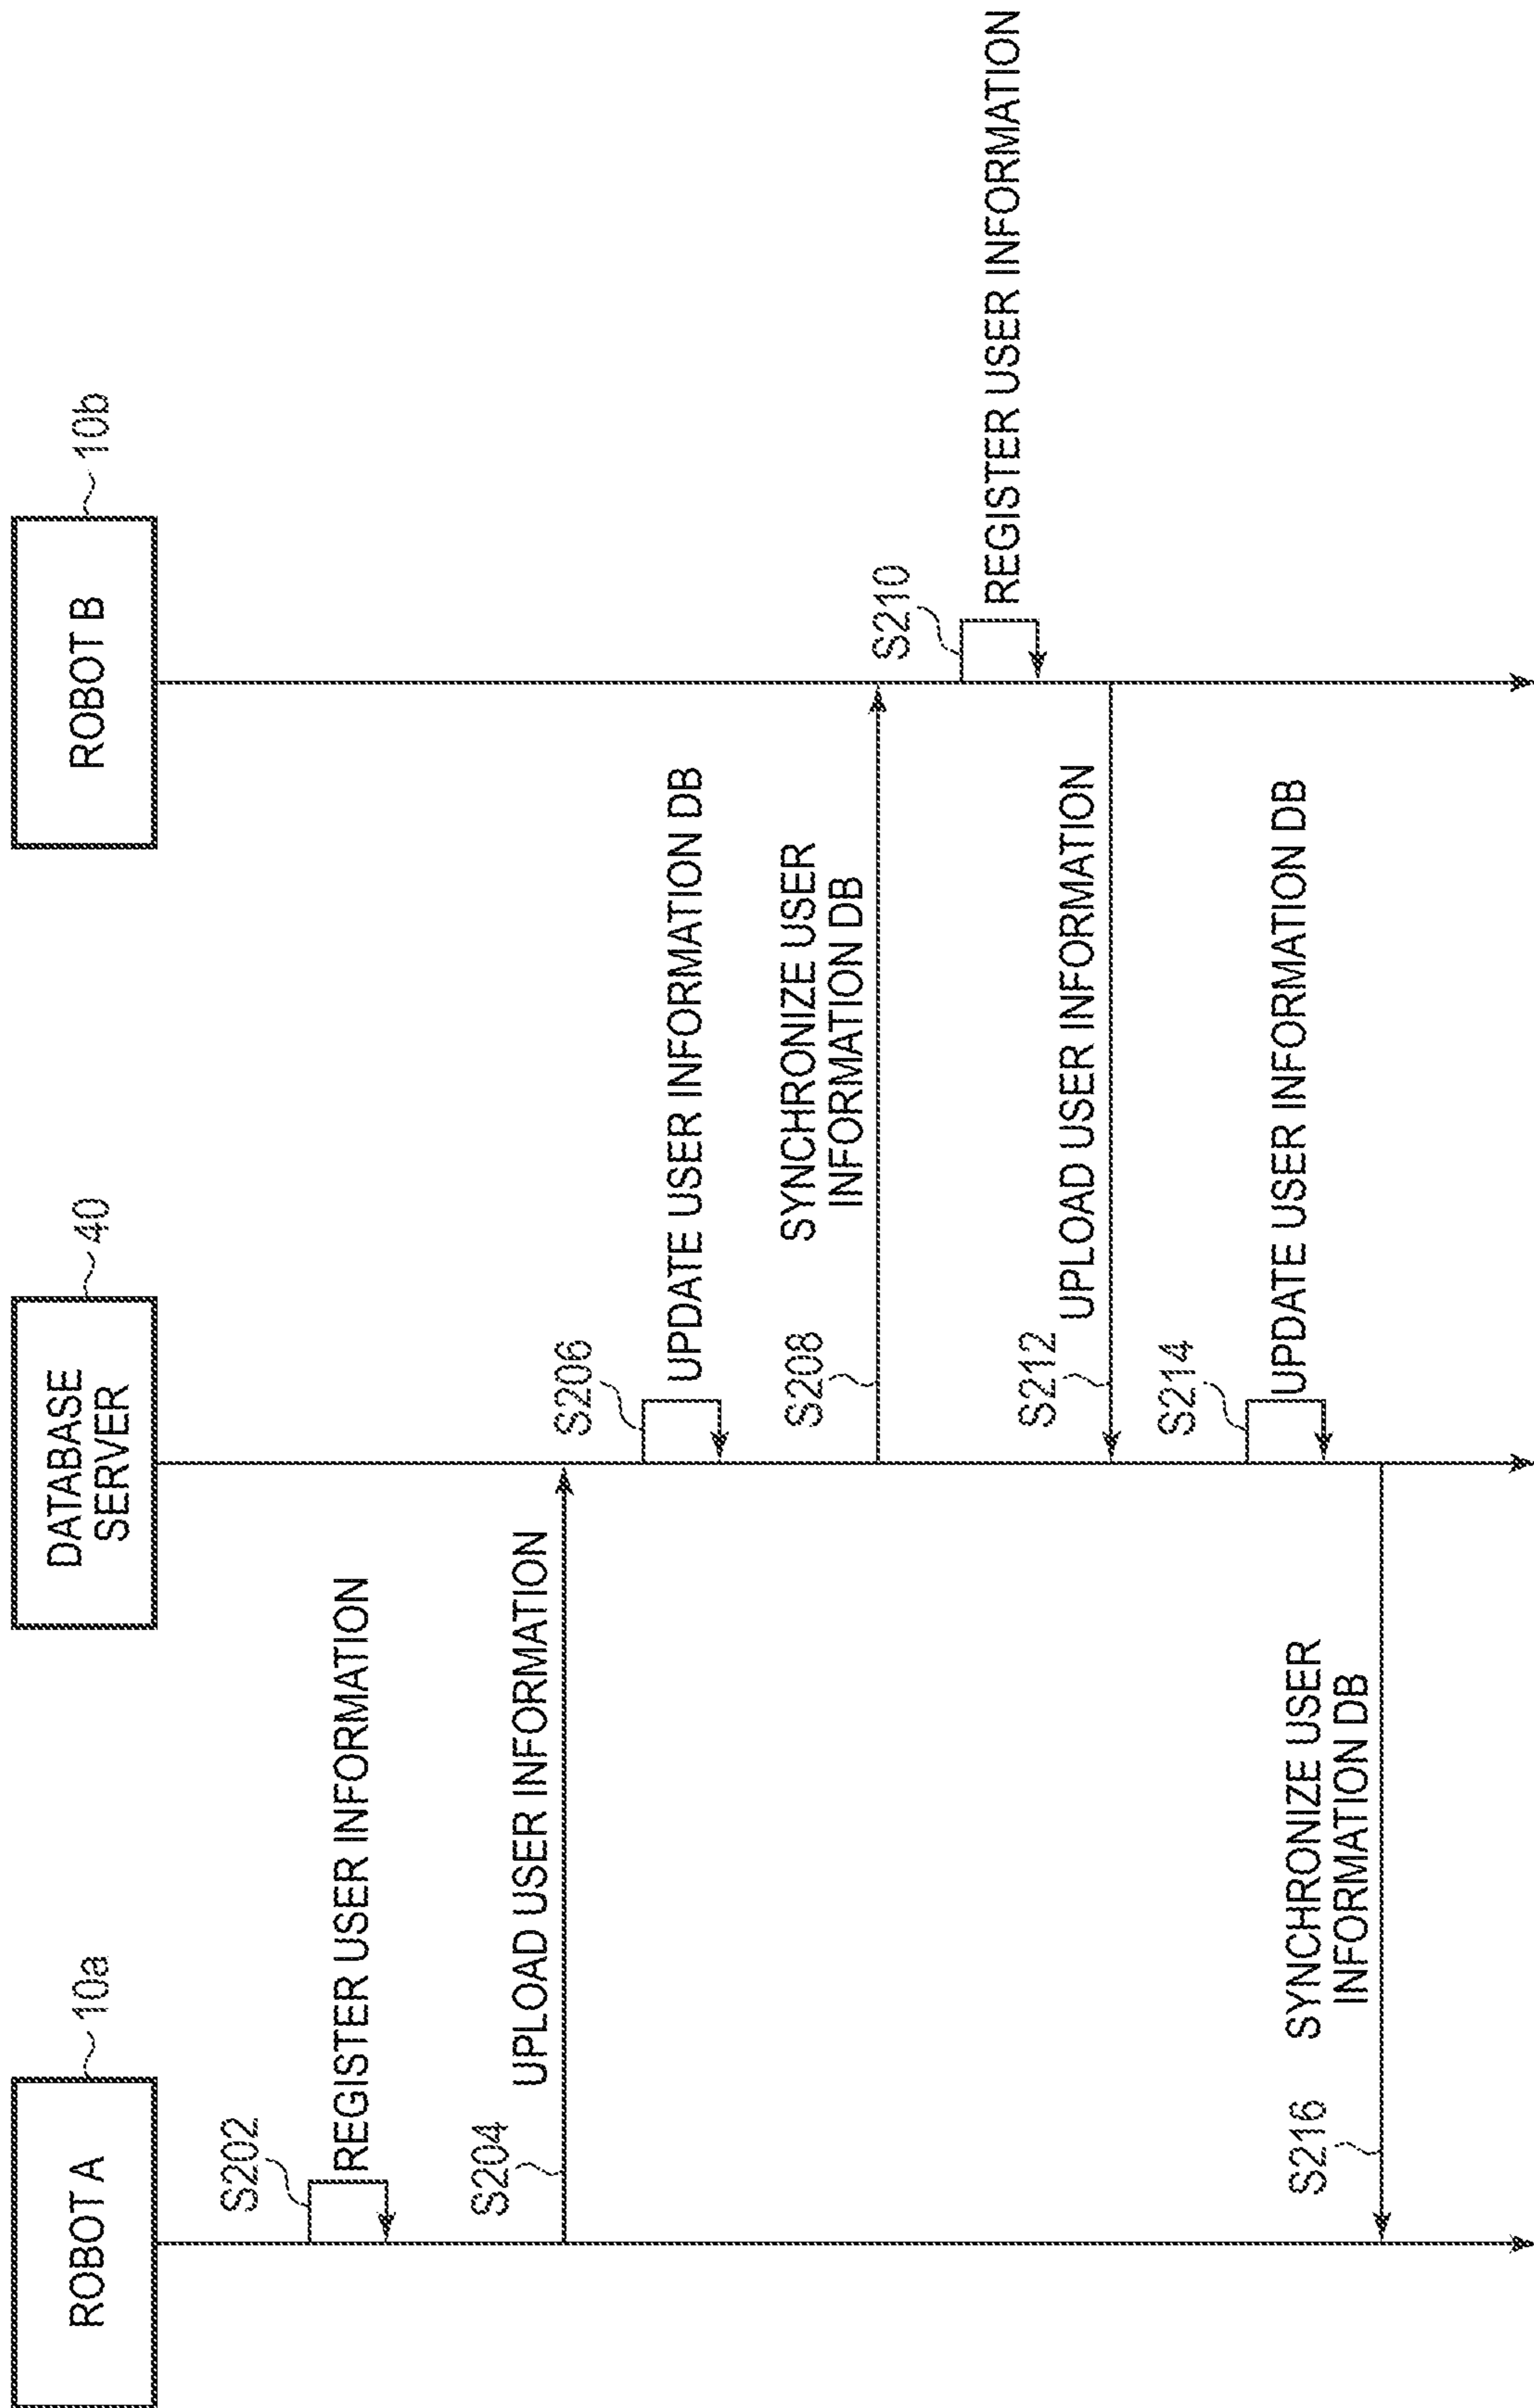 ROBOT A
10a
DATABASE
SERVER
40
ROBOT B
10b
S202
REGISTER USER INFORMATION
S204
UPLOAD USER INFORMATION
S206
UPDATE USER INFORMATION DB
S208
SYNCHRONIZE USER
INFORMATION DB
S210
REGISTER USER INFORMATION
S212
UPLOAD USER INFORMATION
S214
UPDATE USER INFORMATION DB
S216
SYNCHRONIZE USER
INFORMATION DB